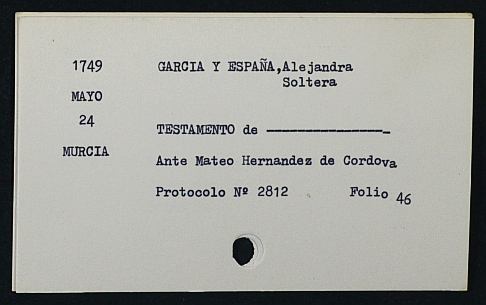 1749 GARCIA Y ESPAÑA,Alejandra
Soltera
MAYO
24
TESTAMENTO de ----------------
MURCIA
Ante Mateo Hernandez de Cordova
Protocolo Nº 2812 Folio 46